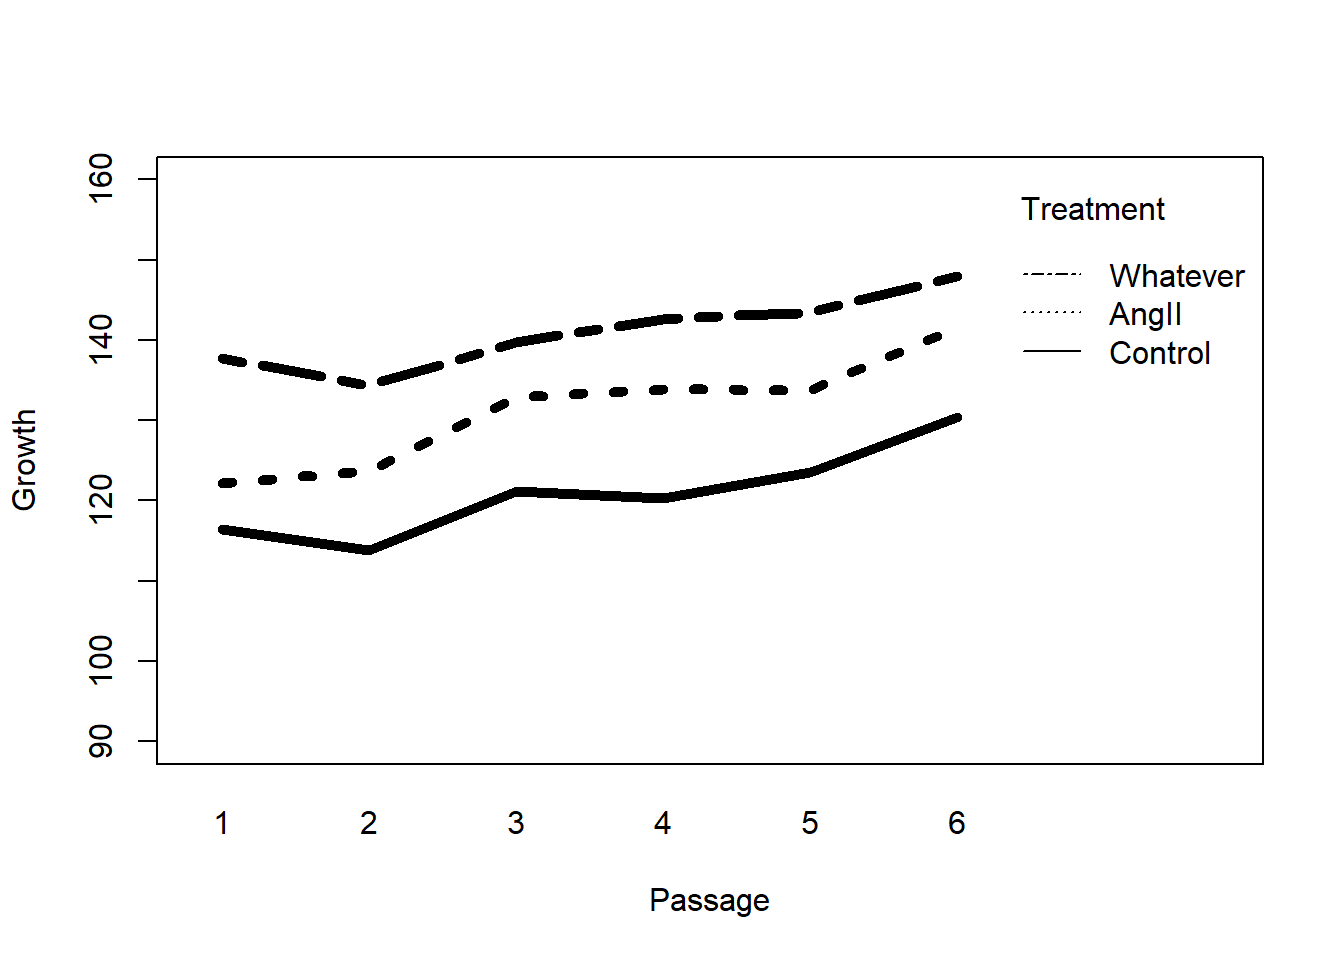 160
140
120
100
90
Growth
Treatment
Whatever
AngII
Control
1 2 3 4 5 6
Passage